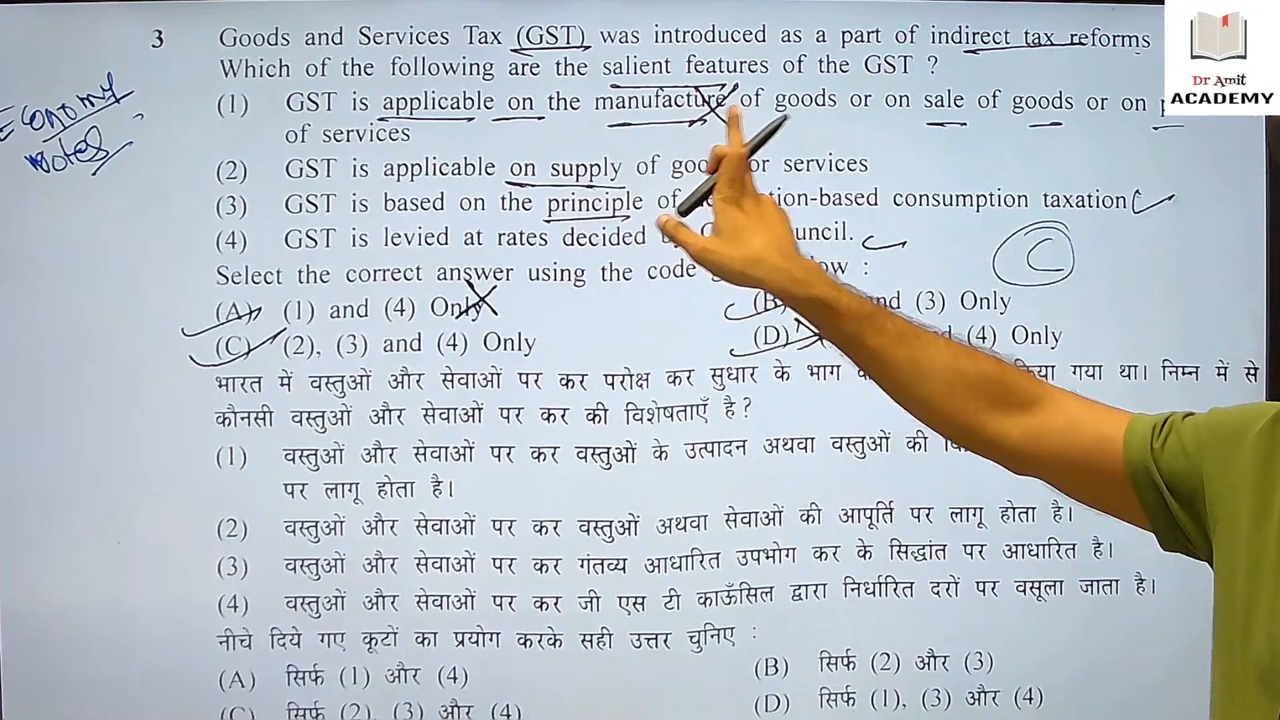 3 Goods and Services Tax (GST) was introduced as a part of indirect tax reforms
Which of the following are the salient features of the GST ?
(1) GST is applicable on the manufacture of goods or on sale of goods or on
of services
(2) GST is applicable on supply of or services
(3) GST is based on the principle of consumption taxation
(4) GST is levied at rates decided
Select the correct answer using the code :
(A) (1) and (4) Only
(B) and (3) Only
(C) (2), (3) and (4) Only
(D) and (4) Only
भारत में वस्तुओं और सेवाओं पर कर परोक्ष कर सुधार के भाग गया था। निम्न में से
कौनसी वस्तुओं और सेवाओं पर कर की विशेषताएँ है?
(1) वस्तुओं और सेवाओं पर कर वस्तुओं के उत्पादन अथवा वस्तुओं की
पर लागू होता है।
(2) वस्तुओं और सेवाओं पर कर वस्तुओं अथवा सेवाओं की आपूर्ति पर लागू होता है।
(3) वस्तुओं और सेवाओं पर कर गंतव्य आधारित उपभोग कर के सिद्धांत पर आधारित है।
(4) वस्तुओं और सेवाओं पर कर जी एस टी काऊँसिल द्वारा निर्धारित दरों पर वसूला जाता है।
नीचे दिये गए कूटों का प्रयोग करके सही उत्तर चुनिए :
(A) सिर्फ (1) और (4)
(B) सिर्फ (2) और (3)
(C) सिर्फ (2), (3) और (4)
(D) सिर्फ (1), (3) और (4)
Economy
Notes
C
Dr Amit
ACADEMY